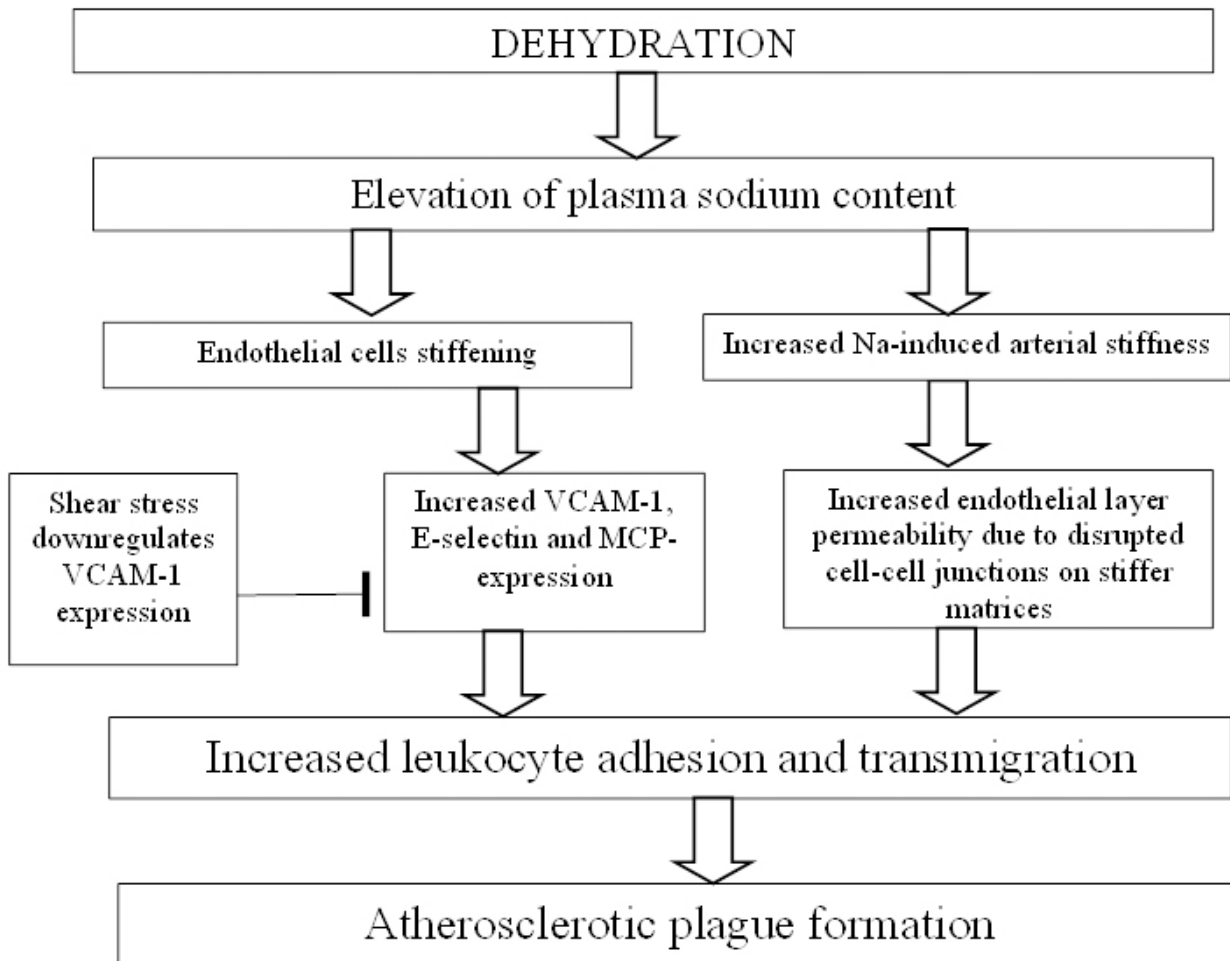 DEHYDRATION
Elevation of plasma sodium content
Endothelial cells stiffening
Increased Na-induced arterial stiffness
Shear stress
downregulates
VCAM-1
expression
Increased VCAM-1,
E-selectin and MCP-
expression
Increased endothelial layer
permeability due to disrupted
cell-cell junctions on stiffer
matrices
Increased leukocyte adhesion and transmigration
Atherosclerotic plague formation